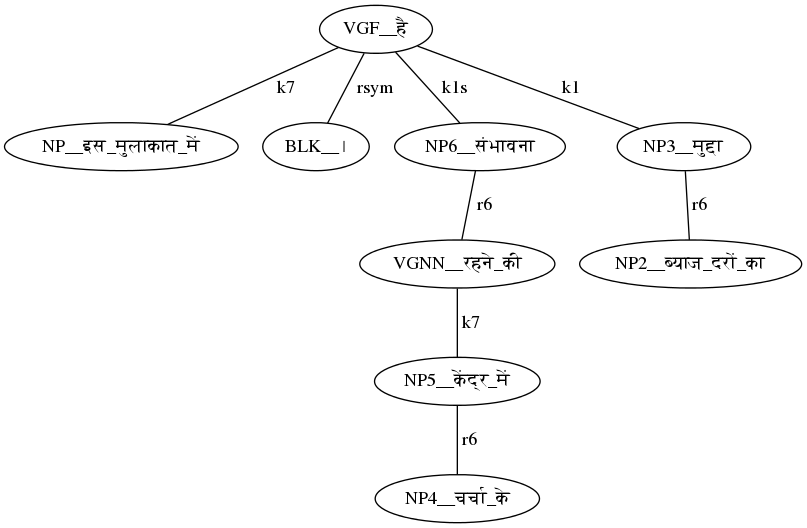 VGF__है
k7
rsym
k1s
k1
NP__इस_मुलाकात_में
BLK__।
NP6__संभावना
NP3__मुद्दा
r6
r6
VGNN__रहने_की
NP2__ब्याज_दरों_का
k7
NP5__केंद्र_में
r6
NP4__चर्चा_के